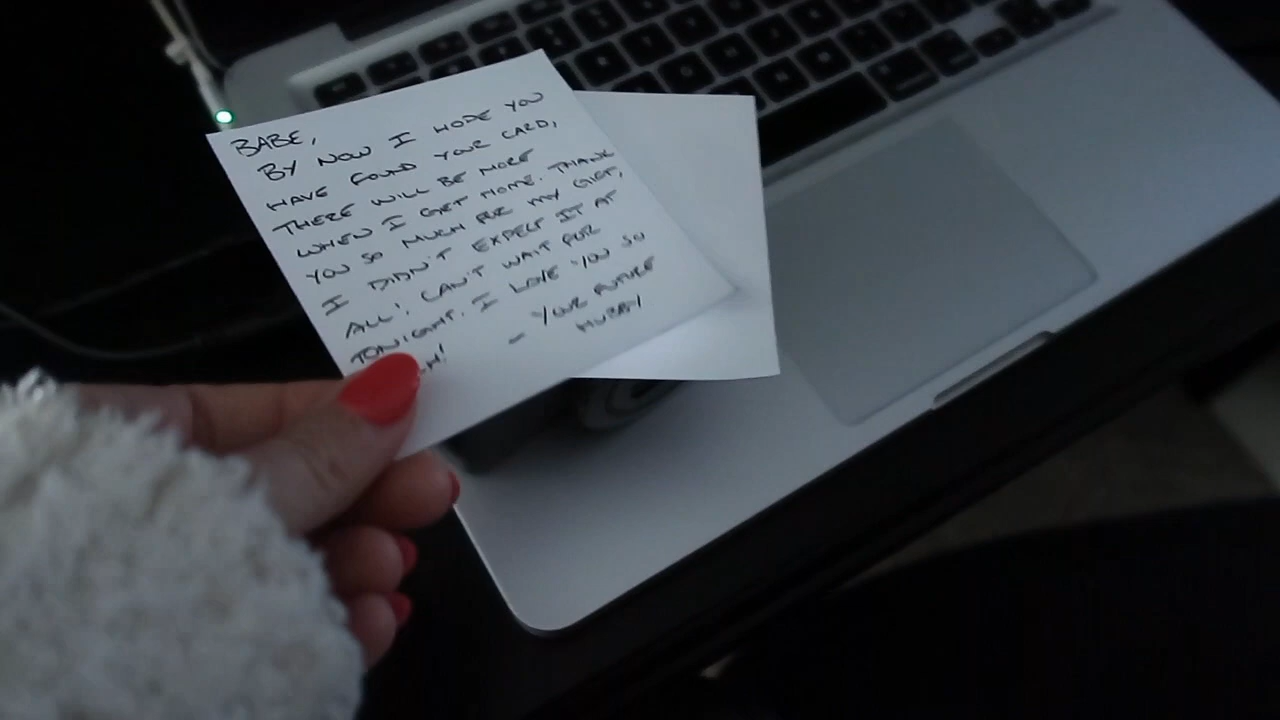 BABE,
BY NOW I HOPE YOU
HAVE FOUND YOUR CARD,
THERE WILL BE MORE
WHEN I GET HOME. THANK
YOU SO MUCH FOR MY GIFT,
I DIDN'T EXPECT IT AT
ALL! CAN'T WAIT FOR
TONIGHT. I LOVE YOU SO
- YOUR FUTURE
HUBBY